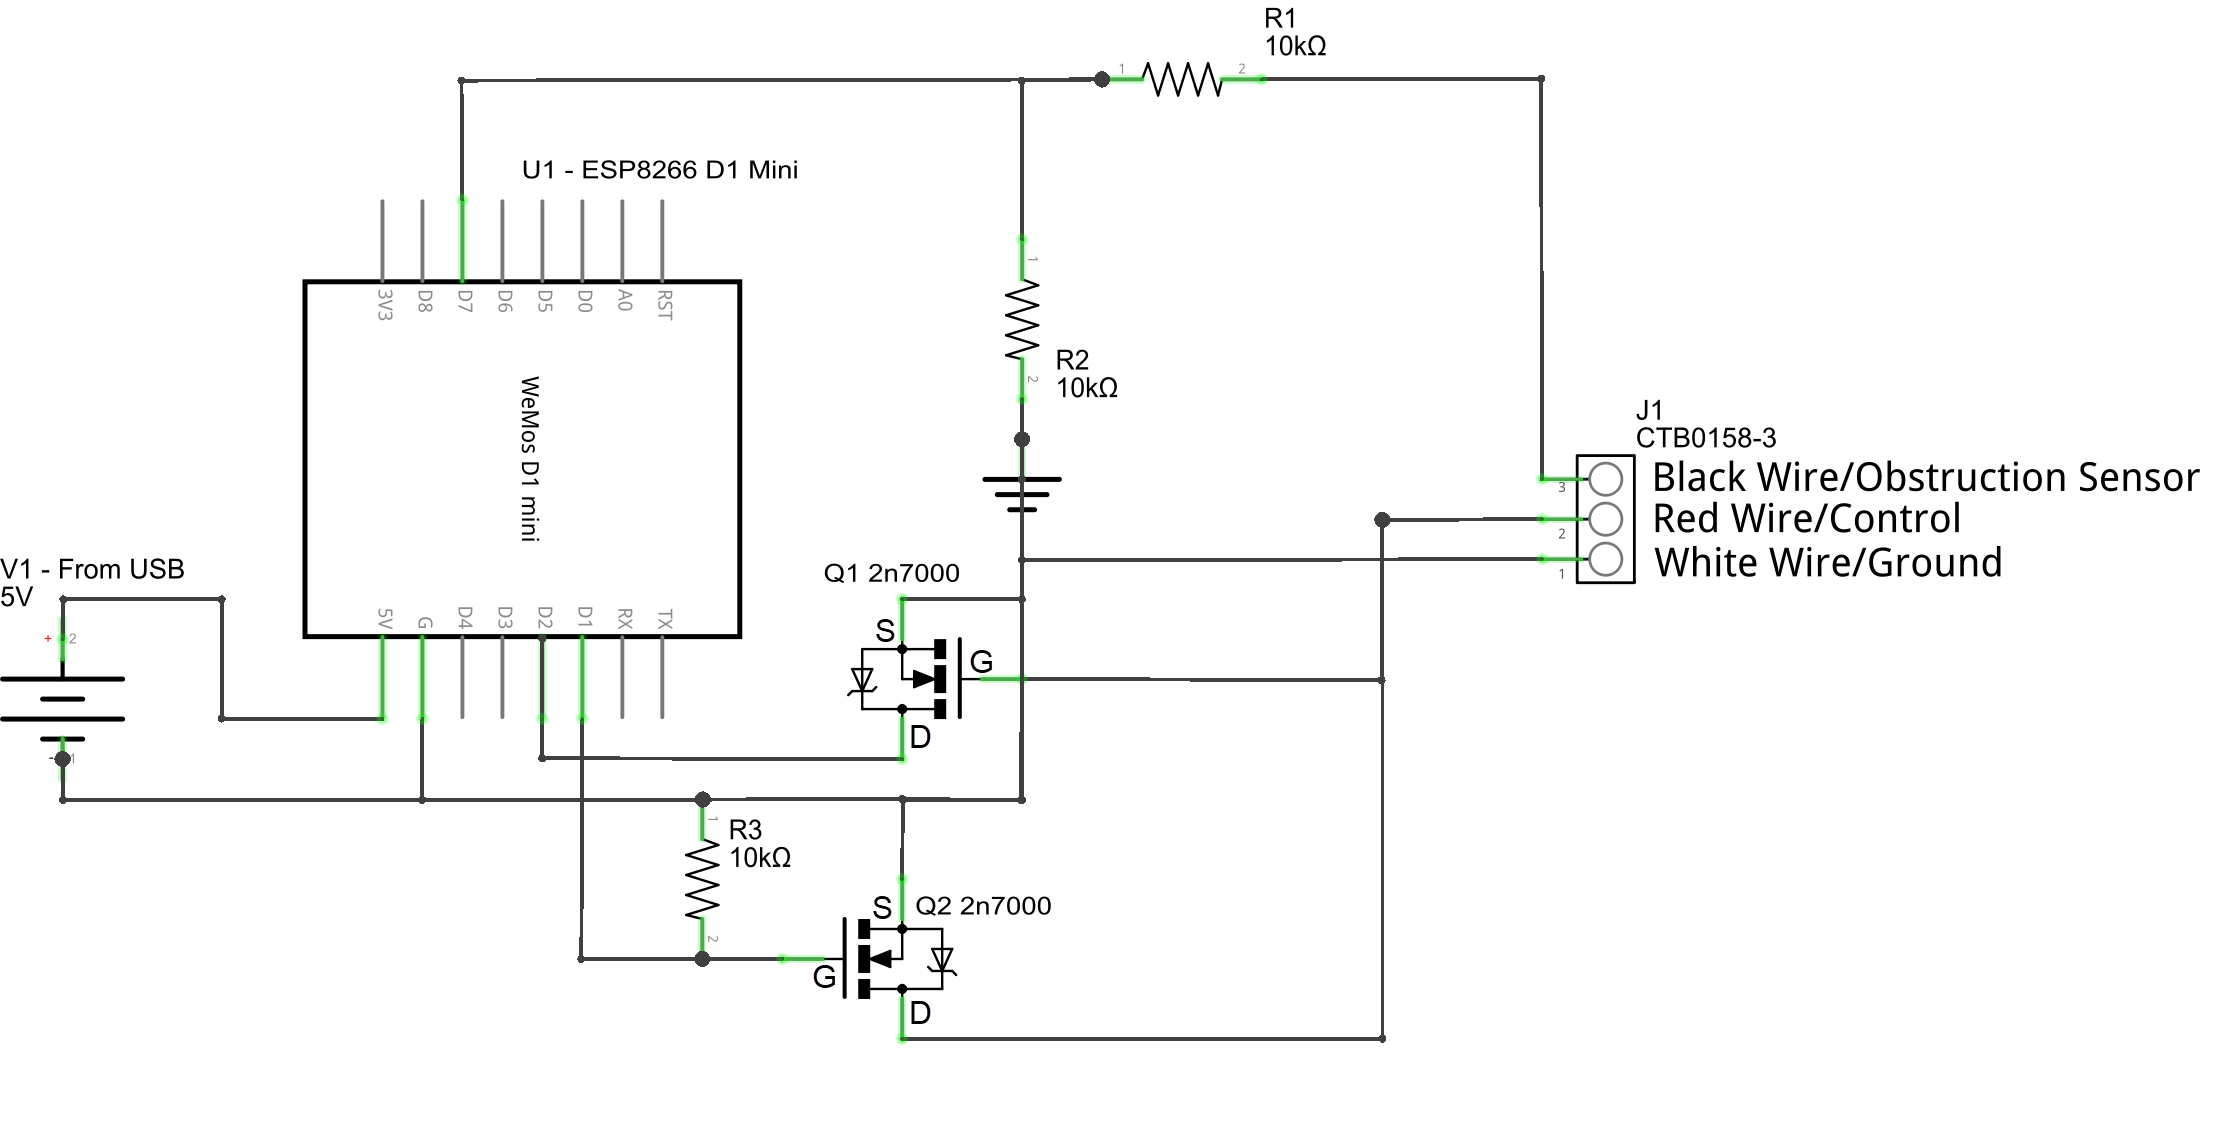 R1
10kΩ
1
2
U1 - ESP8266 D1 Mini
3V3
D8
D7
D6
D5
D0
A0
RST
WeMos D1 mini
1
R2
10kΩ
2
J1
CTB0158-3
3
Black Wire/Obstruction Sensor
2
Red Wire/Control
1
White Wire/Ground
V1 - From USB
5V
+
2
-
1
5V
G
D4
D3
D2
D1
RX
TX
Q1 2n7000
S
G
D
1
R3
10kΩ
2
S
Q2 2n7000
G
D